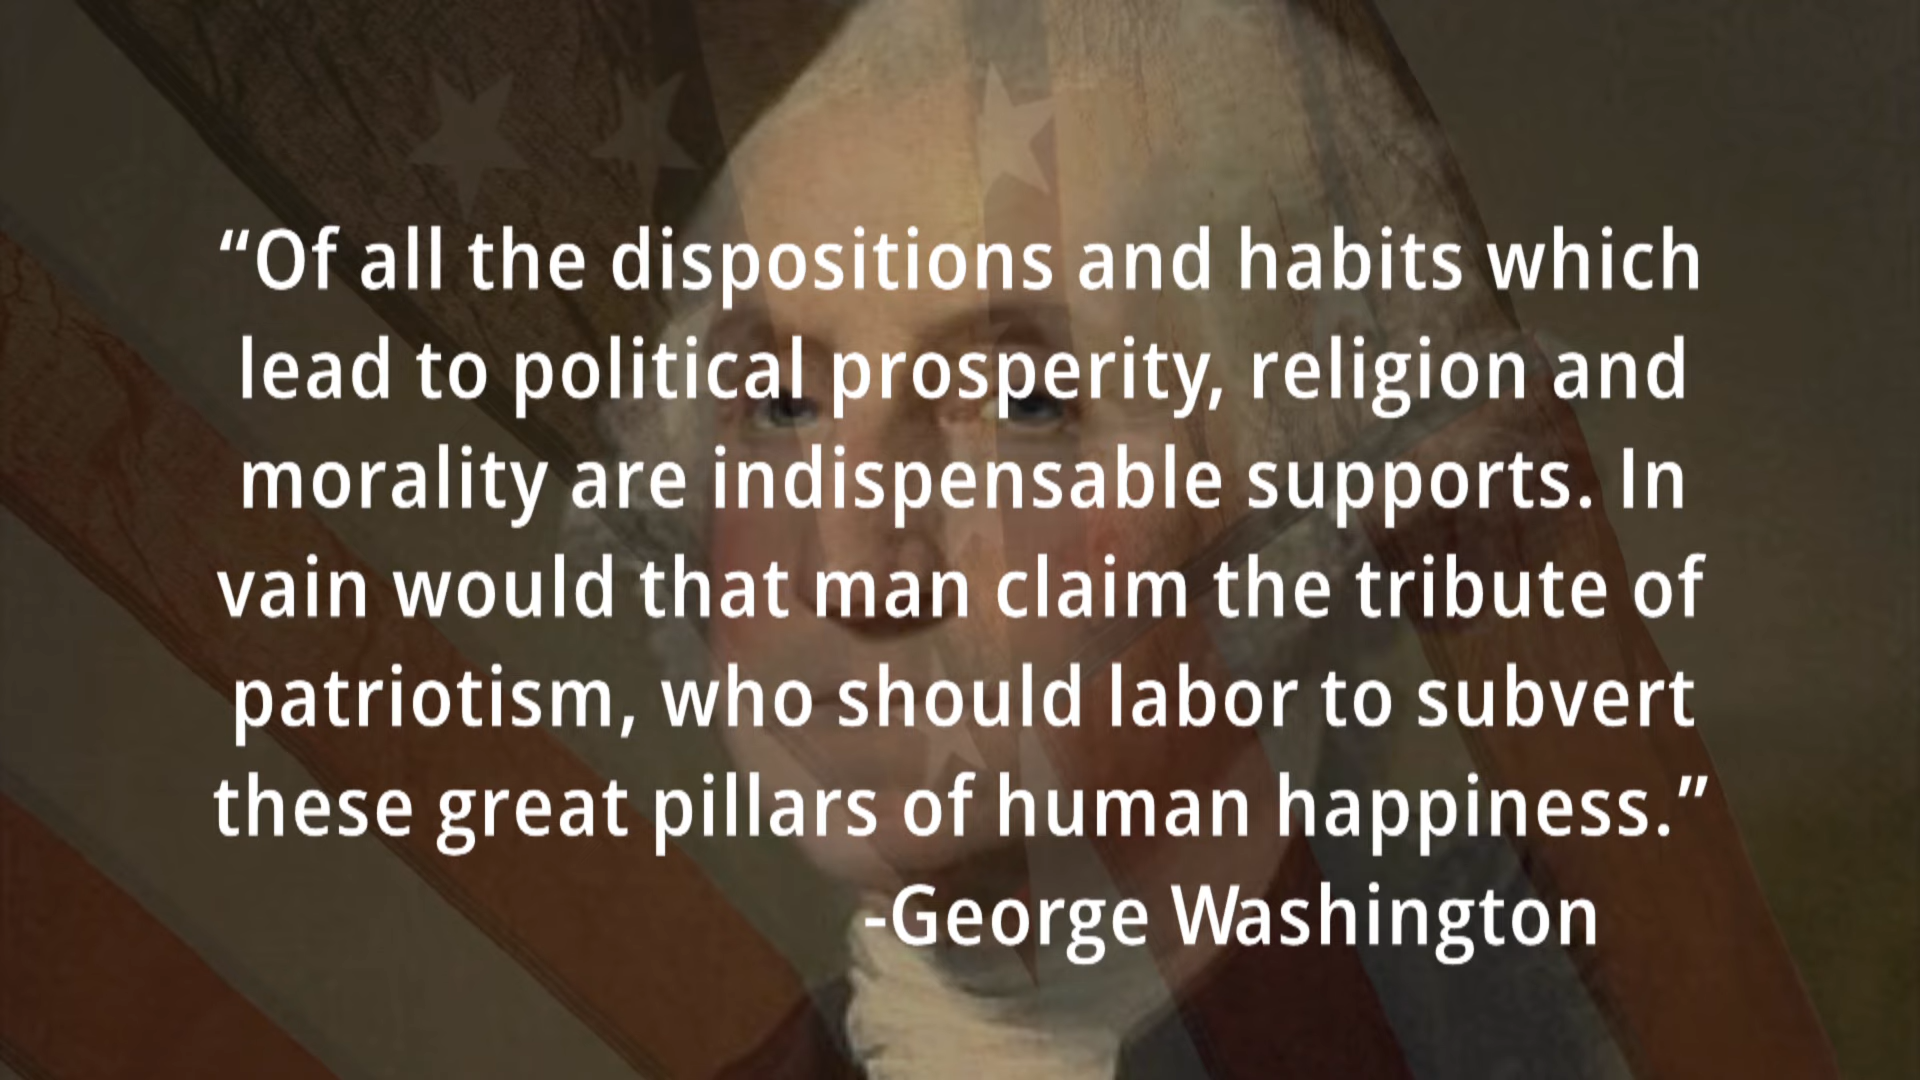 “Of all the dispositions and habits which
lead to political prosperity, religion and
morality are indispensable supports. In
vain would that man claim the tribute of
patriotism, who should labor to subvert
these great pillars of human happiness.”
-George Washington